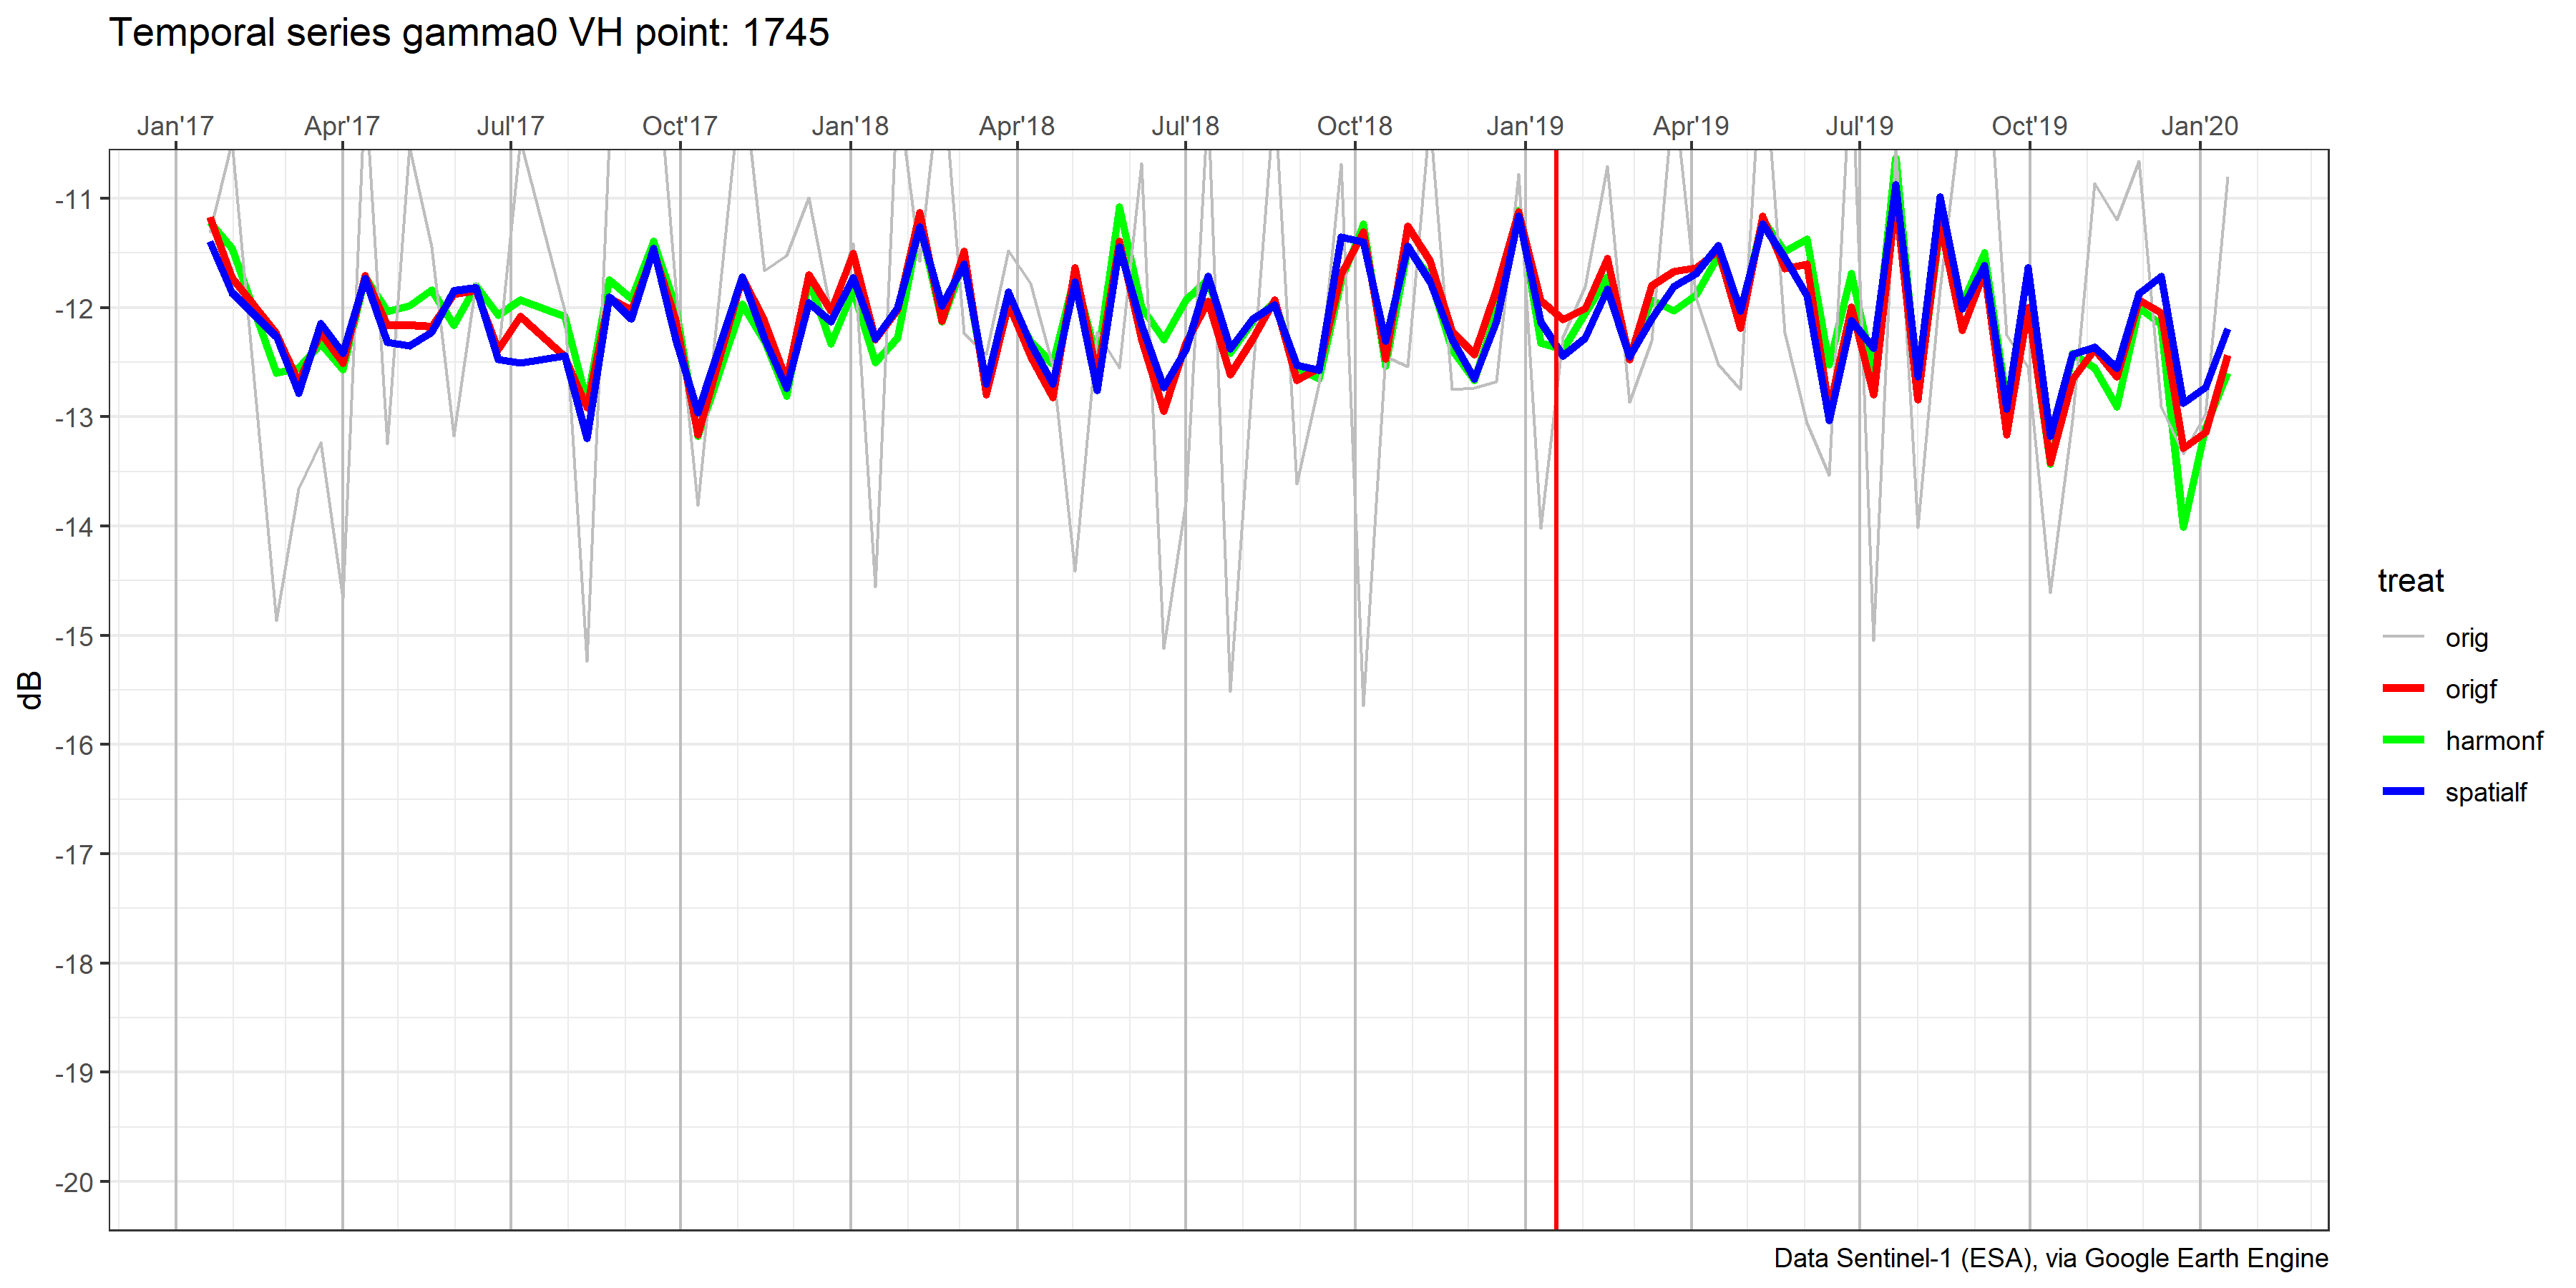 Temporal series gamma0 VH point: 1745
Jan'17 Apr'17 Jul'17 Oct'17 Jan'18 Apr'18 Jul'18 Oct'18 Jan'19 Apr'19 Jul'19 Oct'19 Jan'20
-11
-12
-13
-14
-15
-16
-17
-18
-19
-20
dB
treat
orig
origf
harmonf
spatialf
Data Sentinel-1 (ESA), via Google Earth Engine